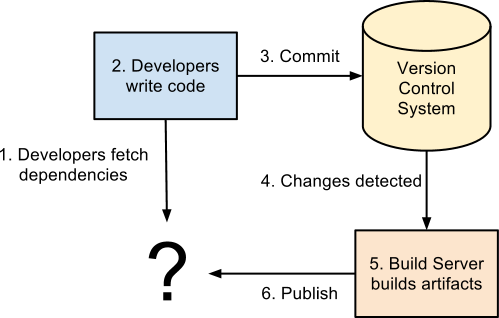 2. Developers
write code
3. Commit
Version
Control
System
1. Developers fetch
dependencies
4. Changes detected
?
5. Build Server
builds artifacts
6. Publish